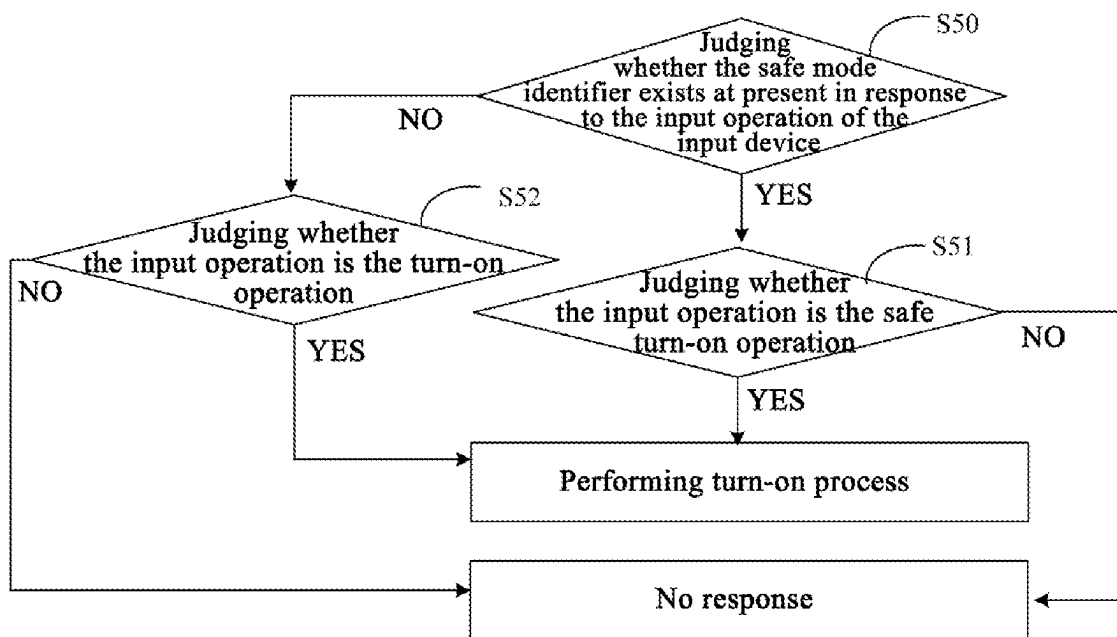 S50
Judging
whether the safe mode
identifier exists at present in response
to the input operation of the
input device
NO
YES
S52
Judging whether
the input operation is the turn-on
operation
NO
YES
S51
Judging whether
the input operation is the safe
turn-on operation
NO
YES
Performing turn-on process
No response